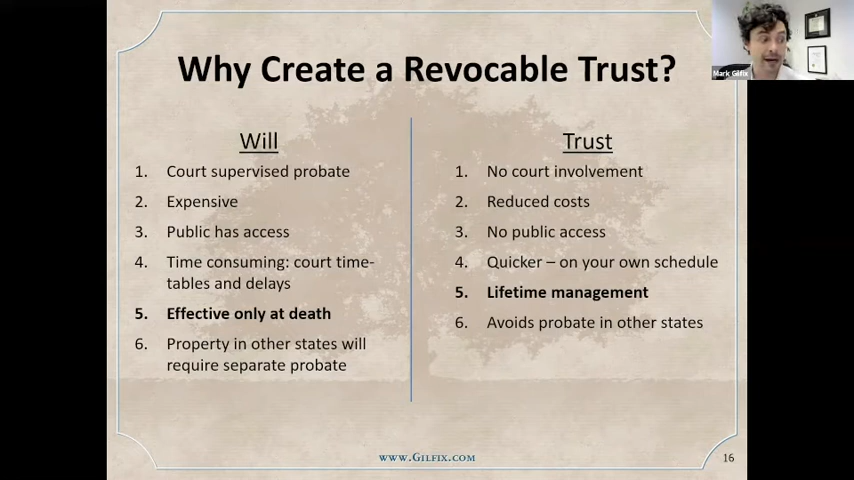 Why Create a Revocable Trust?
Mark Gilfix
Will
1. Court supervised probate
2. Expensive
3. Public has access
4. Time consuming: court time-
tables and delays
5. Effective only at death
6. Property in other states will
require separate probate
Trust
1. No court involvement
2. Reduced costs
3. No public access
4. Quicker – on your own schedule
5. Lifetime management
6. Avoids probate in other states
www.Gilfix.com
16